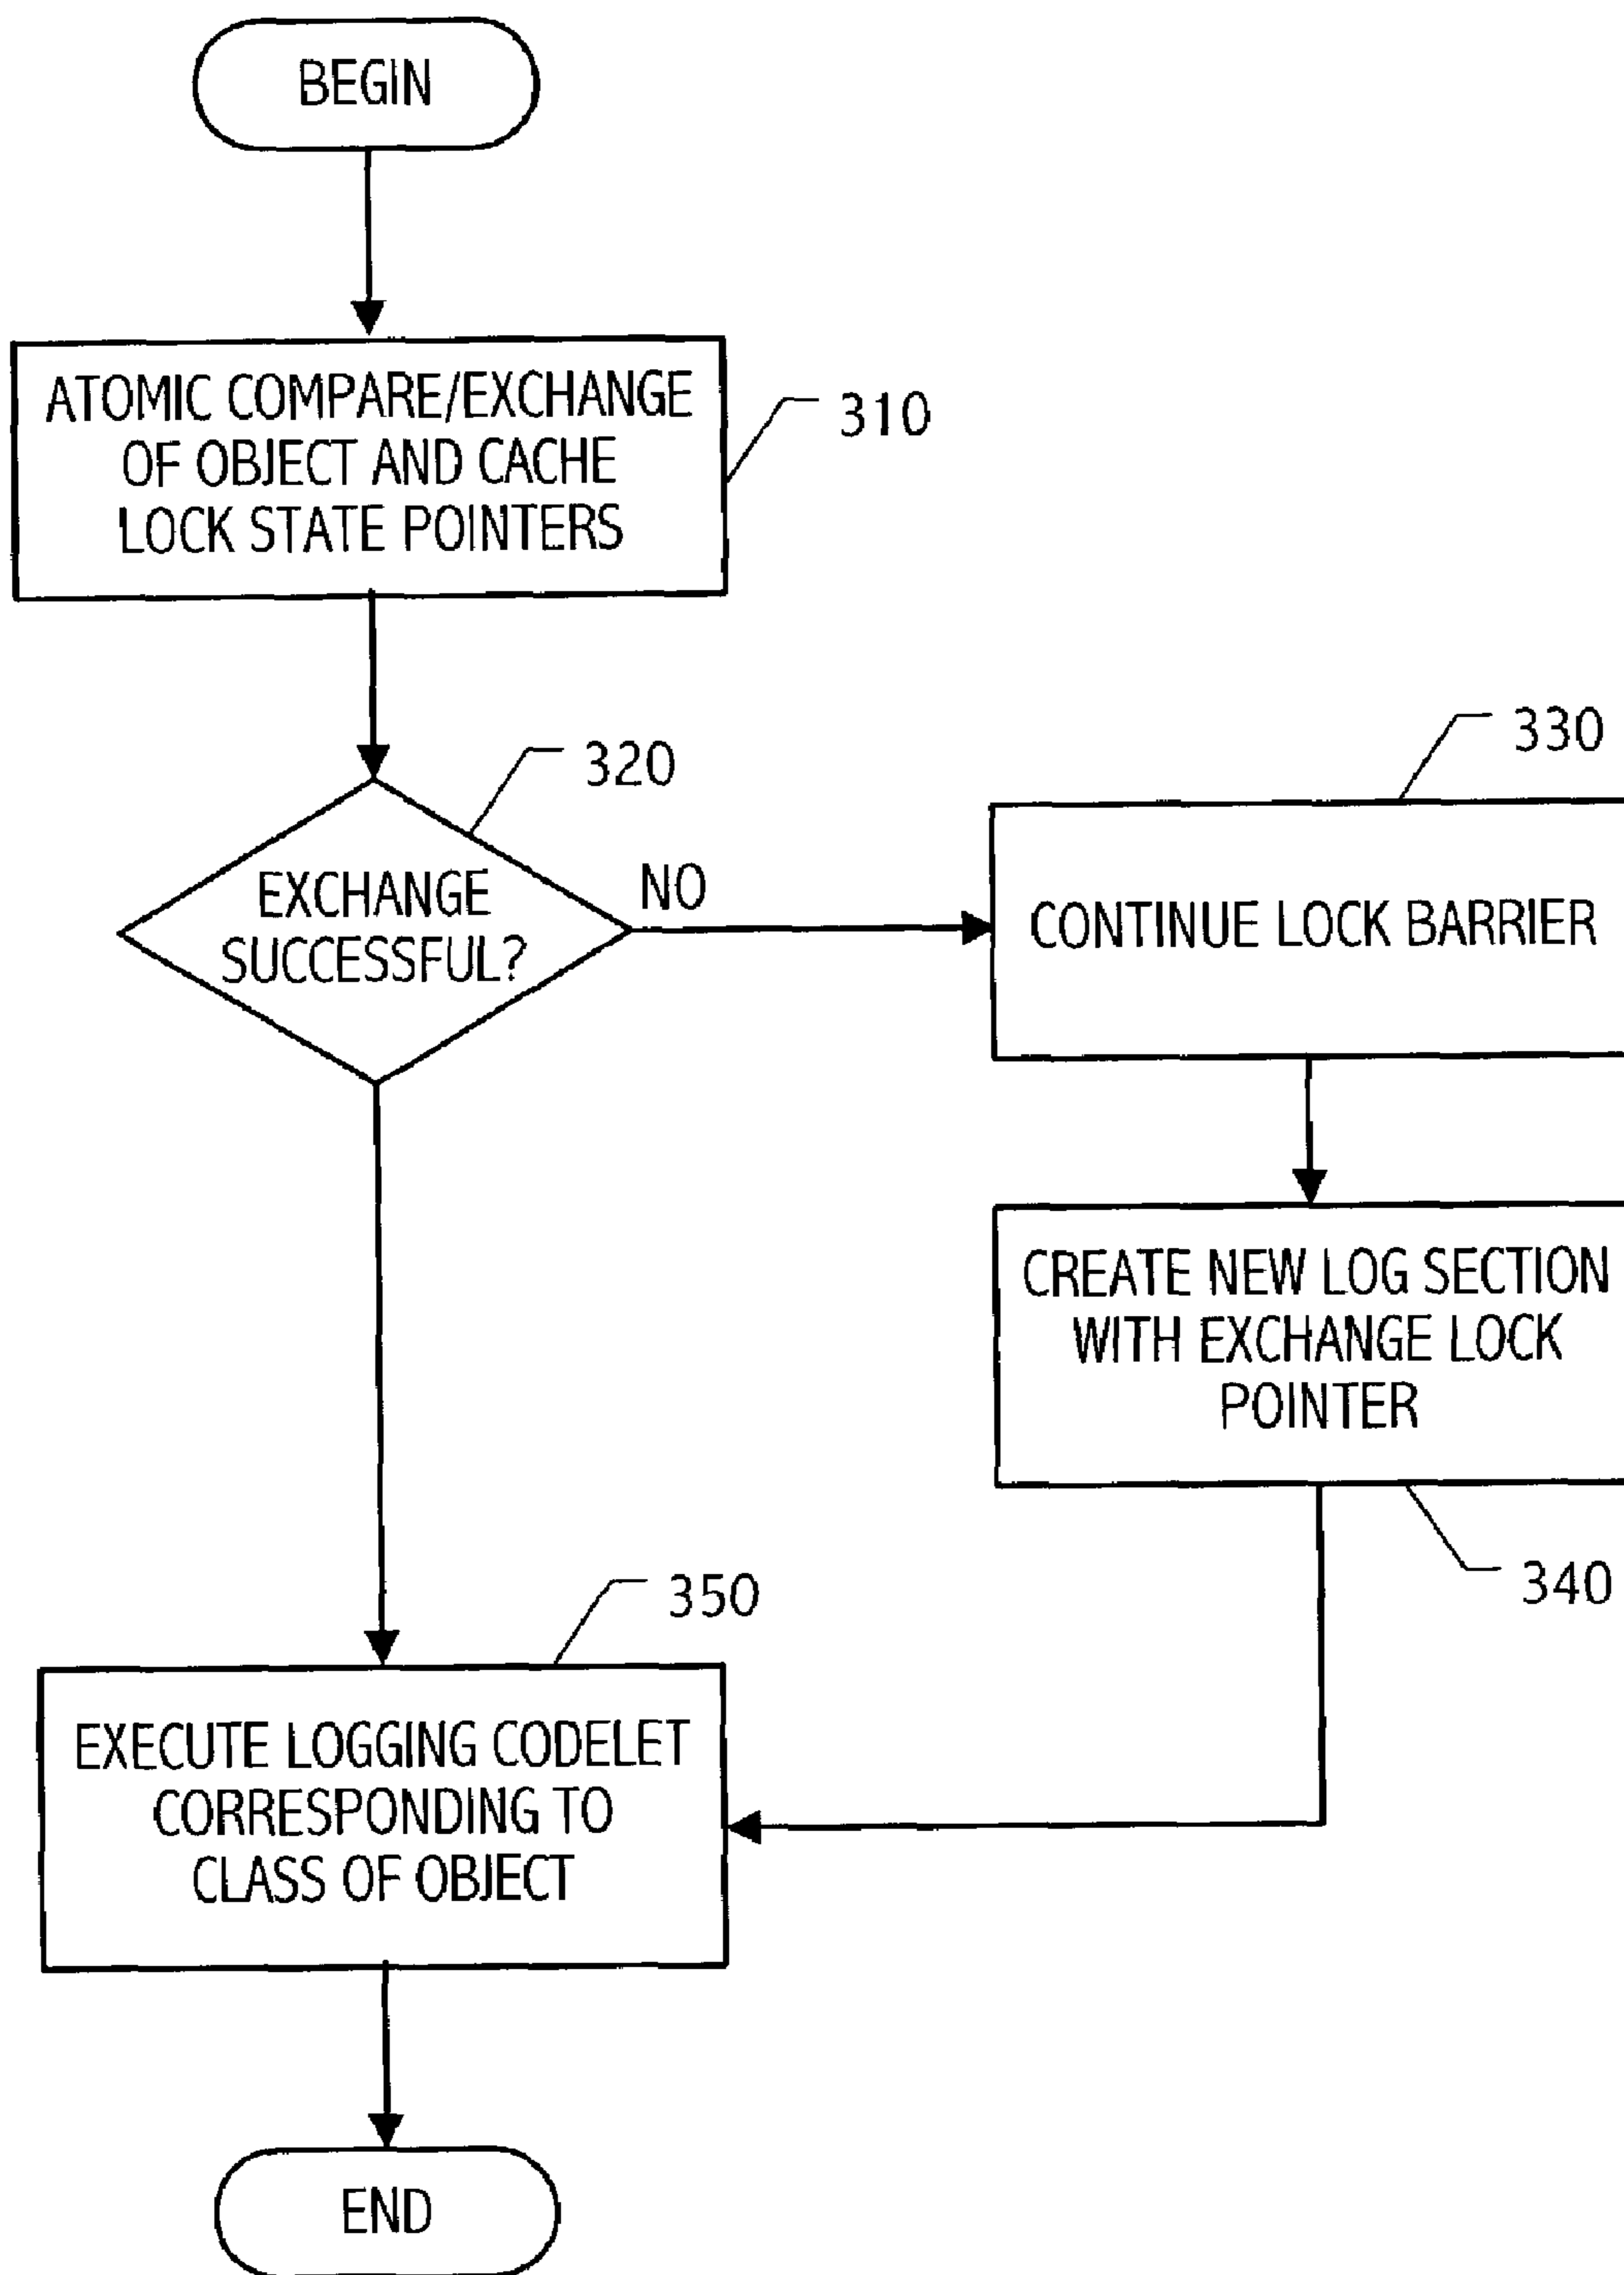 BEGIN
ATOMIC COMPARE/EXCHANGE
OF OBJECT AND CACHE
LOCK STATE POINTERS
310
320
EXCHANGE
SUCCESSFUL?
NO
330
CONTINUE LOCK BARRIER
CREATE NEW LOG SECTION
WITH EXCHANGE LOCK
POINTER
340
350
EXECUTE LOGGING CODELET
CORRESPONDING TO
CLASS OF OBJECT
END